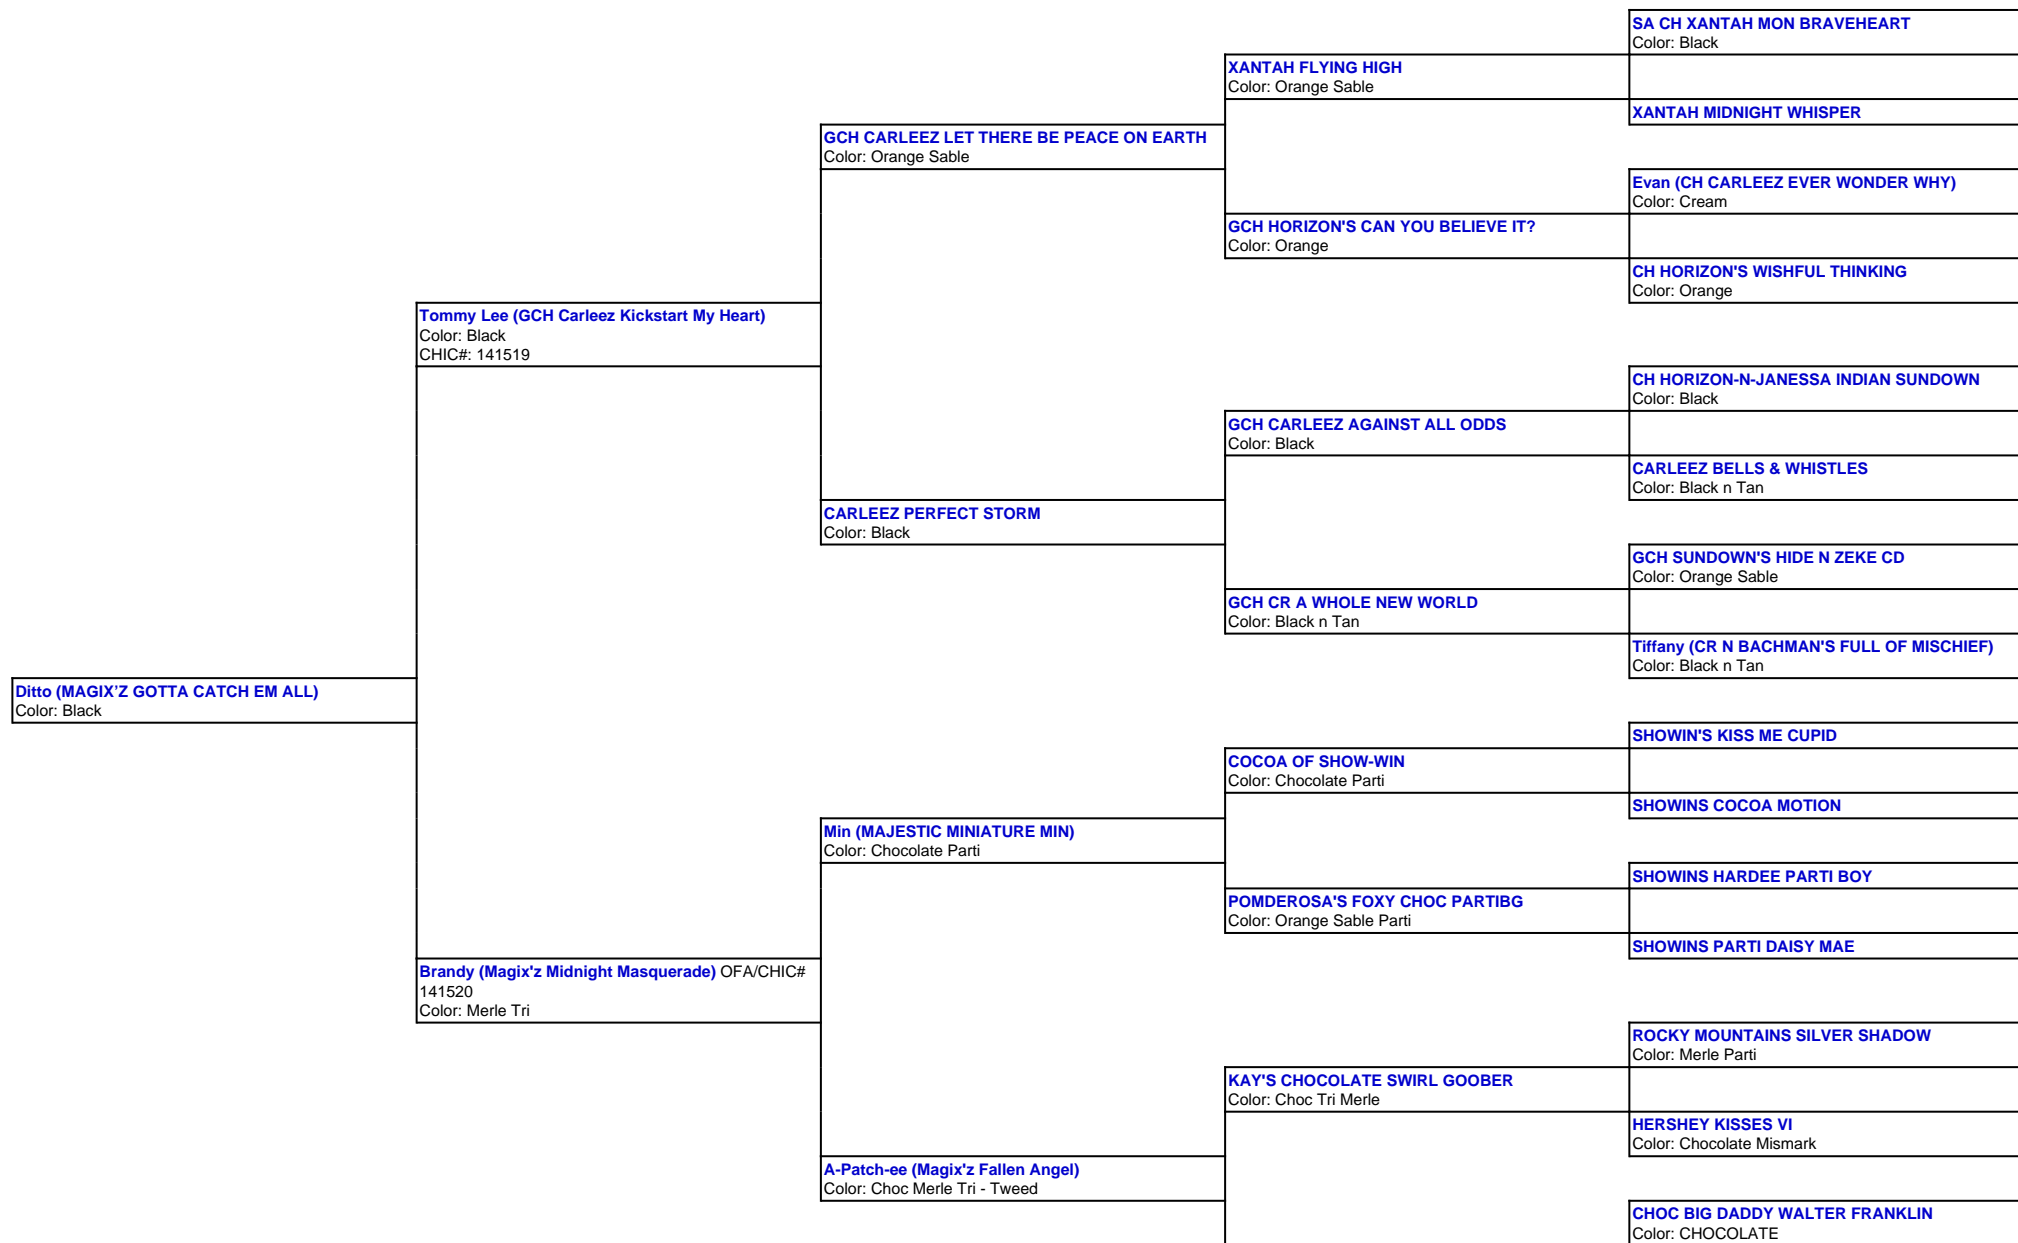 SA CH XANTAH MON BRAVEHEART
Color: Black
XANTAH FLYING HIGH
Color: Orange Sable
XANTAH MIDNIGHT WHISPER
GCH CARLEEZ LET THERE BE PEACE ON EARTH
Color: Orange Sable
Evan (CH CARLEEZ EVER WONDER WHY)
Color: Cream
GCH HORIZON'S CAN YOU BELIEVE IT?
Color: Orange
CH HORIZON'S WISHFUL THINKING
Color: Orange
Tommy Lee (GCH Carleez Kickstart My Heart)
Color: Black
CHIC#: 141519
CH HORIZON-N-JANESSA INDIAN SUNDOWN
Color: Black
GCH CARLEEZ AGAINST ALL ODDS
Color: Black
CARLEEZ BELLS & WHISTLES
Color: Black n Tan
CARLEEZ PERFECT STORM
Color: Black
GCH SUNDOWN'S HIDE N ZEKE CD
Color: Orange Sable
GCH CR A WHOLE NEW WORLD
Color: Black n Tan
Tiffany (CR N BACHMAN'S FULL OF MISCHIEF)
Color: Black n Tan
Ditto (MAGIX’Z GOTTA CATCH EM ALL)
Color: Black
SHOWIN'S KISS ME CUPID
COCOA OF SHOW-WIN
Color: Chocolate Parti
SHOWINS COCOA MOTION
Min (MAJESTIC MINIATURE MIN)
Color: Chocolate Parti
SHOWINS HARDEE PARTI BOY
POMDEROSA'S FOXY CHOC PARTIBG
Color: Orange Sable Parti
SHOWINS PARTI DAISY MAE
Brandy (Magix'z Midnight Masquerade) OFA/CHIC#
141520
Color: Merle Tri
ROCKY MOUNTAINS SILVER SHADOW
Color: Merle Parti
KAY'S CHOCOLATE SWIRL GOOBER
Color: Choc Tri Merle
HERSHEY KISSES VI
Color: Chocolate Mismark
A-Patch-ee (Magix'z Fallen Angel)
Color: Choc Merle Tri - Tweed
CHOC BIG DADDY WALTER FRANKLIN
Color: CHOCOLATE